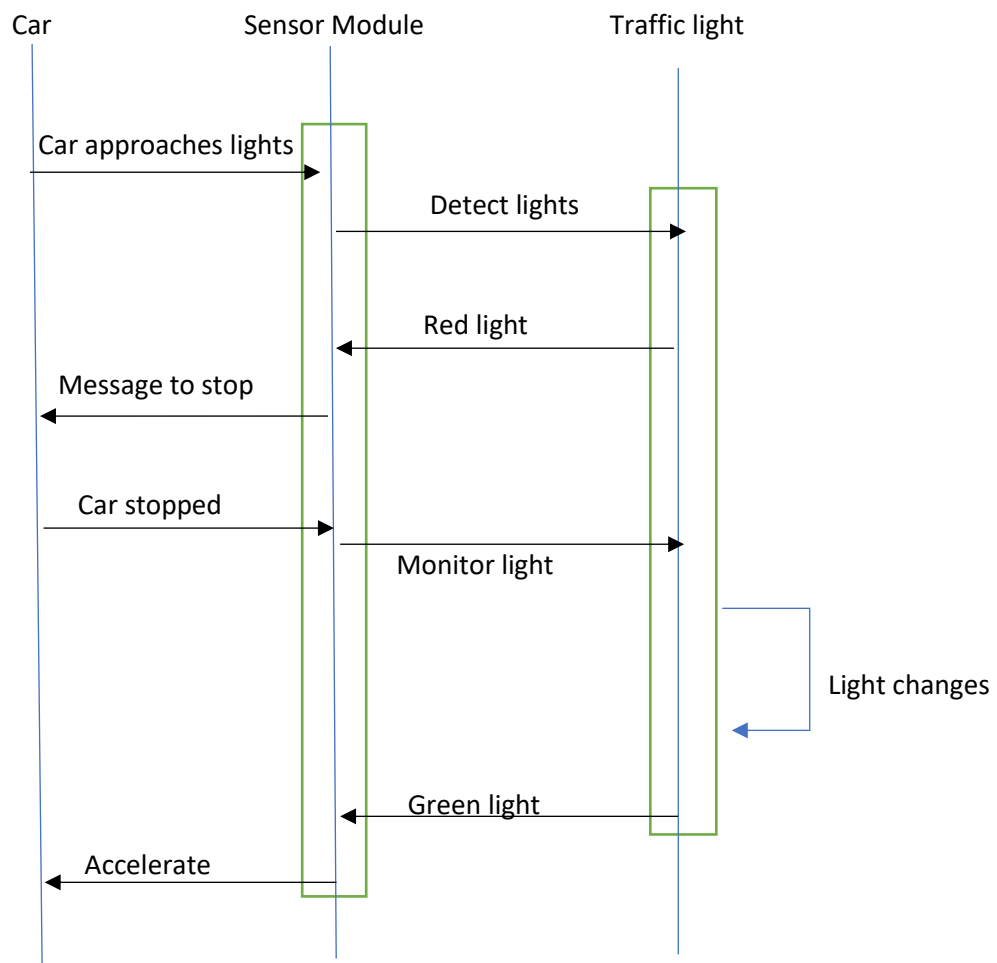 Car
Sensor Module
Traffic light
Car approaches lights
Detect lights
Red light
Message to stop
Car stopped
Monitor light
Light changes
Green light
Accelerate